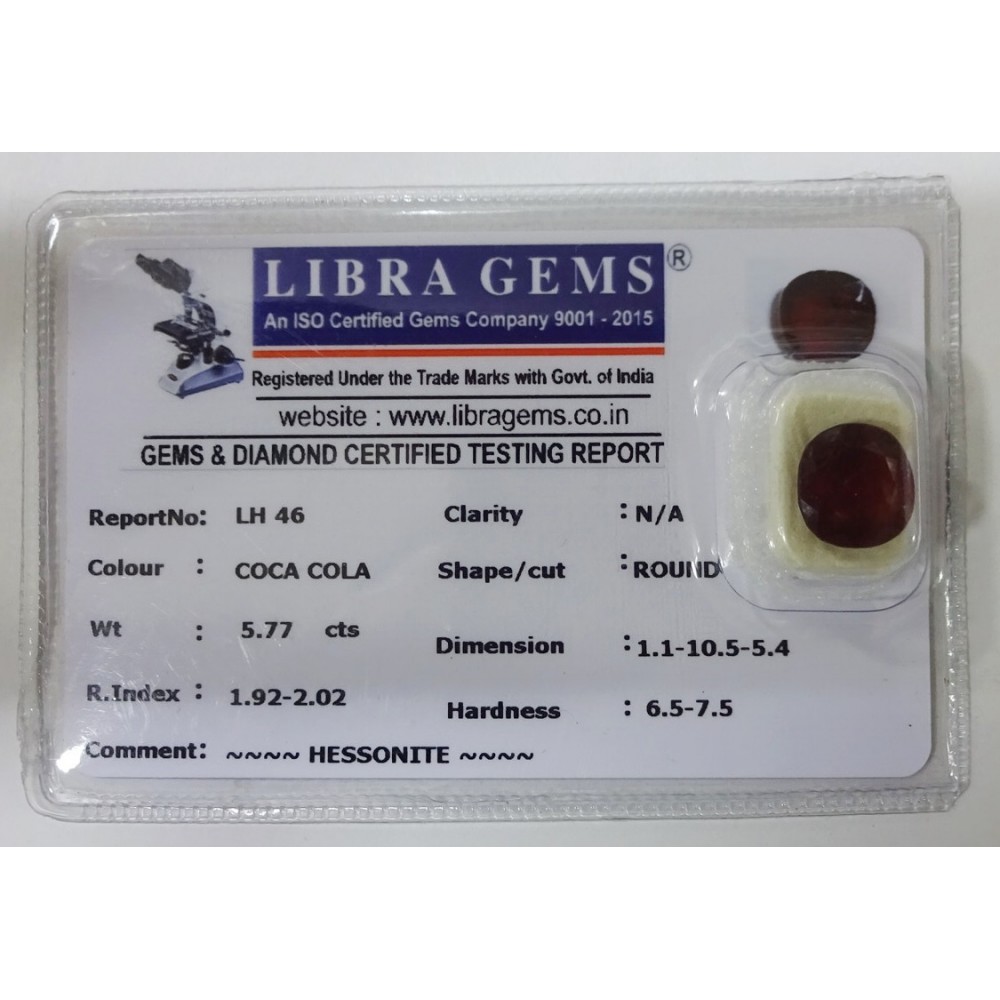 LIBRA GEMS ®
An ISO Certified Gems Company 9001 - 2015
Registered Under the Trade Marks with Govt. of India
website : www.libragems.co.in
GEMS & DIAMOND CERTIFIED TESTING REPORT
ReportNo: LH 46 Clarity : N/A
Colour : COCA COLA Shape/cut : ROUND
Wt : 5.77 cts Dimension : 1.1-10.5-5.4
R.Index : 1.92-2.02 Hardness : 6.5-7.5
Comment: ~~~~ HESSONITE ~~~~